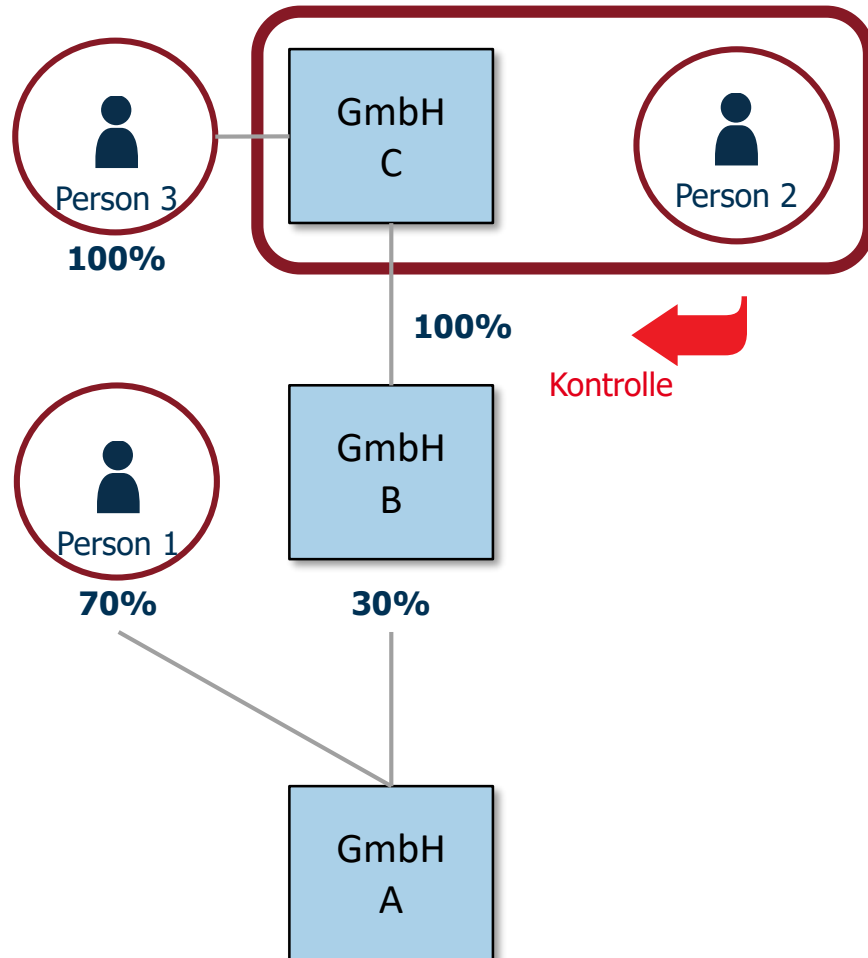 GmbH
C
Person 3
100%
Person 2
100%
Kontrolle
GmbH
B
Person 1
70%
30%
GmbH
A